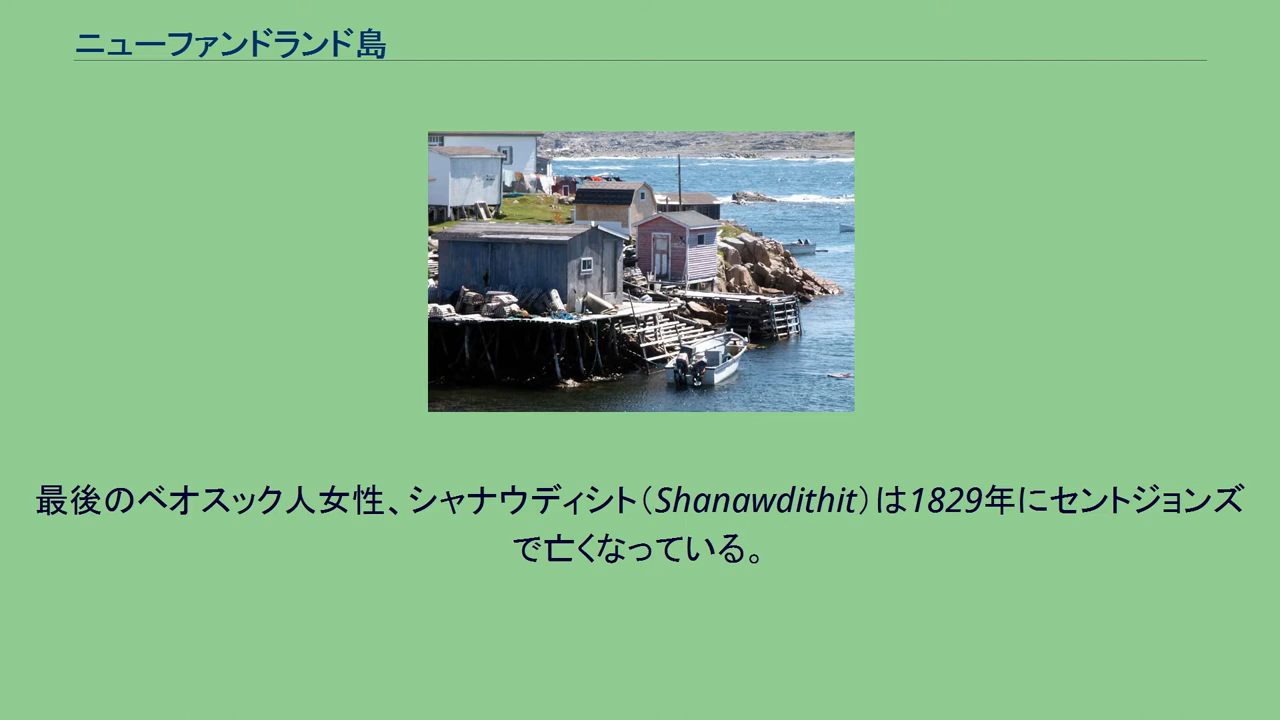 ニューファンドランド島
最後のベオスック人女性、シャナウディシト（Shanawdithit）は1829年にセントジョンズ
で亡くなっている。